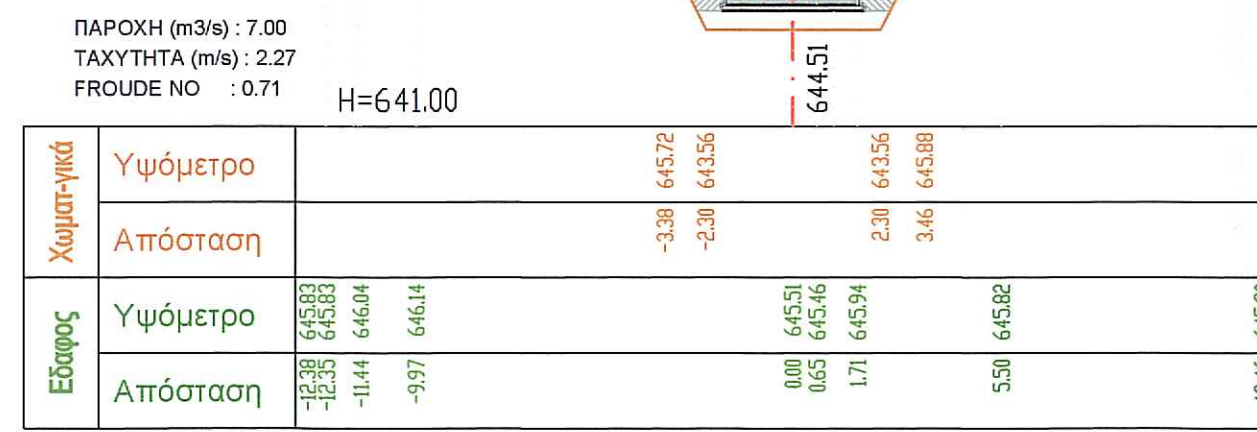 ΠΑΡΟΧΗ (m3/s) : 7.00
ΤΑΧΥΤΗΤΑ (m/s) : 2.27
FROUDE NO : 0.71
H=641.00
644.51
Χωματ-γικά
Υψόμετρο
645.72 643.56 643.56 645.88
Απόσταση
-3.38 -2.30 2.30 3.46
Εδαφος
Υψόμετρο
645.83 645.83 646.04 646.14 645.51 645.46 645.94 645.82
Απόσταση
-12.38 -12.35 -11.44 -9.97 0.00 0.65 1.71 5.50